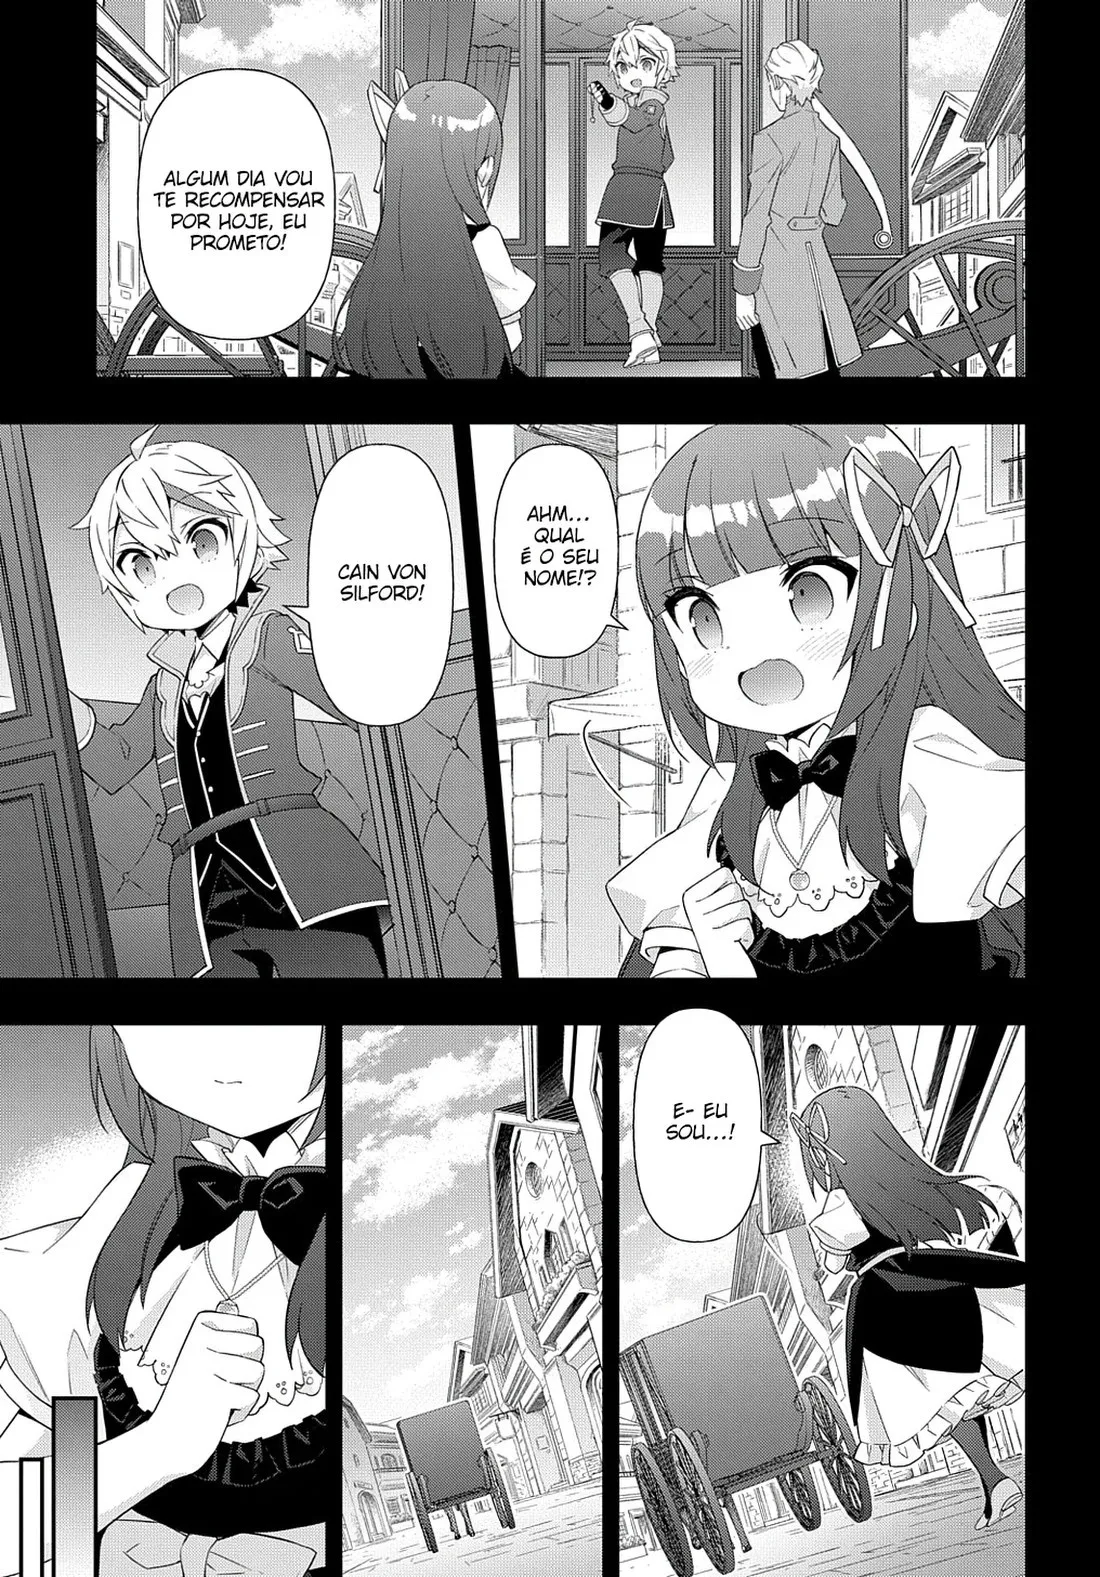 ALGUM DIA VOU
TE RECOMPENSAR
POR HOJE, EU
PROMETO!
AHM...
QUAL
É O SEU
NOME!?
CAIN VON
SILFORD!
E- EU
SOU...!